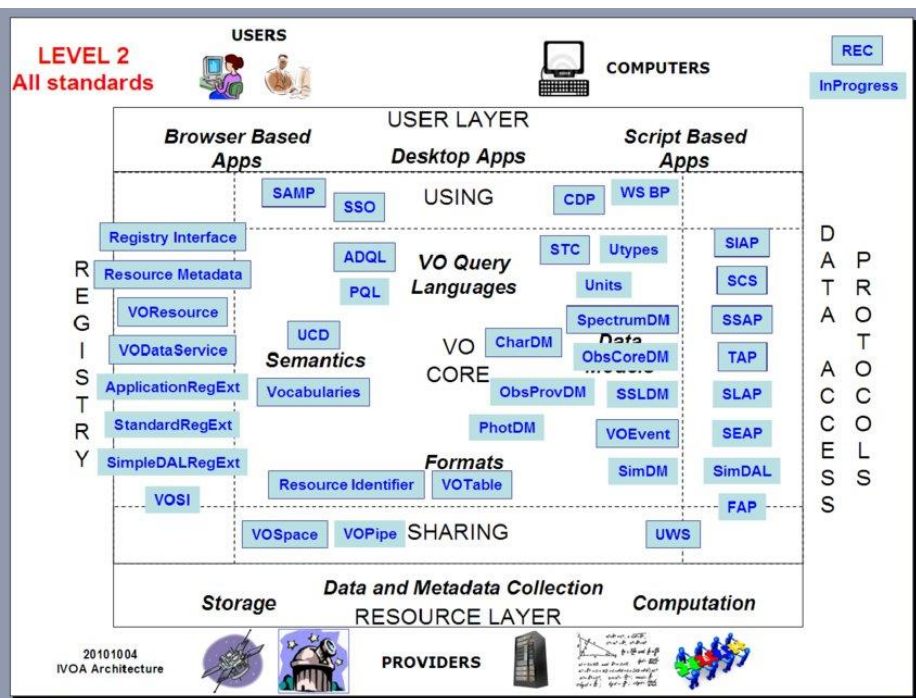 LEVEL 2
All standards
USERS
COMPUTERS
REC
InProgress
USER LAYER
Browser Based
Apps
Desktop Apps
Script Based
Apps
SAMP
SSO
USING
CDP
WS BP
Registry Interface
Resource Metadata
VOResource
VODataService
ApplicationRegExt
StandardRegExt
SimpleDALRegExt
VOSI
REGISTRY
ADQL
PQL
VO Query
Languages
STC
Utypes
Units
UCD
Semantics
Vocabularies
VO
CORE
CharDM
SpectrumDM
Data
Models
ObsCoreDM
ObsProvDM
SSLDM
PhotDM
VOEvent
SimDM
Formats
Resource Identifier
VOTable
SIAP
SCS
SSAP
TAP
SLAP
SEAP
SimDAL
FAP
DATA ACCESS
PROTOCOLS
VOSpace
VOPipe
SHARING
UWS
Storage
Data and Metadata Collection
Computation
RESOURCE LAYER
20101004
IVOA Architecture
PROVIDERS